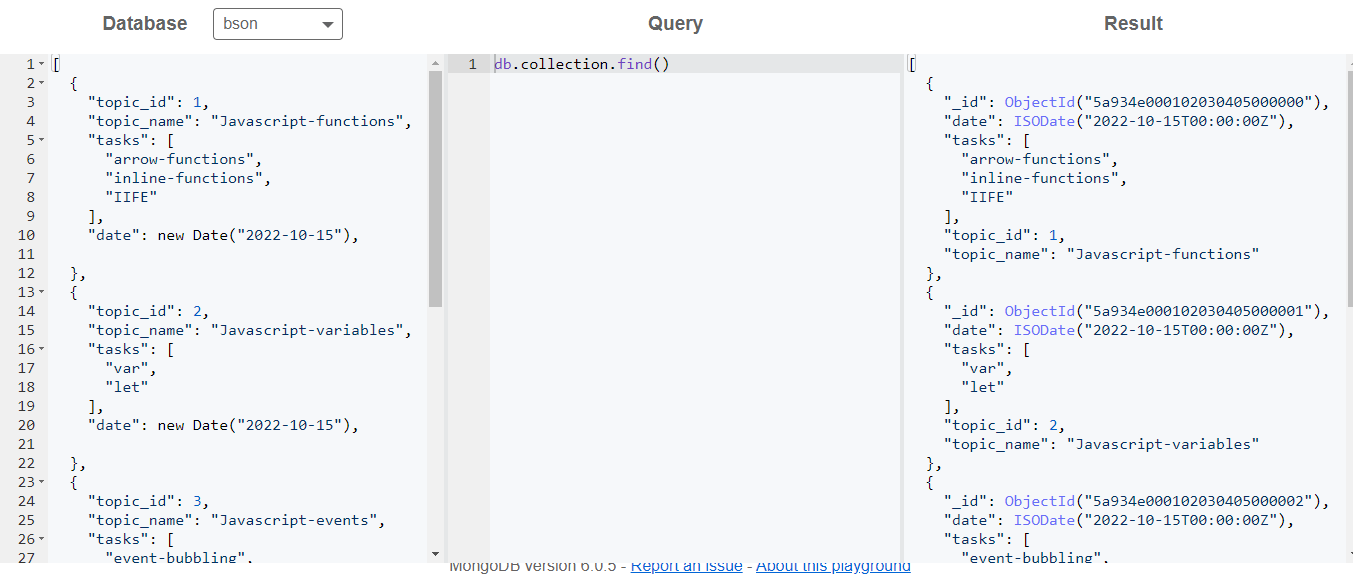 Database bson Query Result
1 [
2 {
3 "topic_id": 1,
4 "topic_name": "Javascript-functions",
5 "tasks": [
6 "arrow-functions",
7 "inline-functions",
8 "IIFE"
9 ],
10 "date": new Date("2022-10-15"),
11
12 },
13 {
14 "topic_id": 2,
15 "topic_name": "Javascript-variables",
16 "tasks": [
17 "var",
18 "let"
19 ],
20 "date": new Date("2022-10-15"),
21
22 },
23 {
24 "topic_id": 3,
25 "topic_name": "Javascript-events",
26 "tasks": [
27 "event-bubbling",
1 db.collection.find()
[
{
"_id": ObjectId("5a934e000102030405000000"),
"date": ISODate("2022-10-15T00:00:00Z"),
"tasks": [
"arrow-functions",
"inline-functions",
"IIFE"
],
"topic_id": 1,
"topic_name": "Javascript-functions"
},
{
"_id": ObjectId("5a934e000102030405000001"),
"date": ISODate("2022-10-15T00:00:00Z"),
"tasks": [
"var",
"let"
],
"topic_id": 2,
"topic_name": "Javascript-variables"
},
{
"_id": ObjectId("5a934e000102030405000002"),
"date": ISODate("2022-10-15T00:00:00Z"),
"tasks": [
"event-bubbling",
MongoDB version 6.0.5 - Report an issue - About this playground